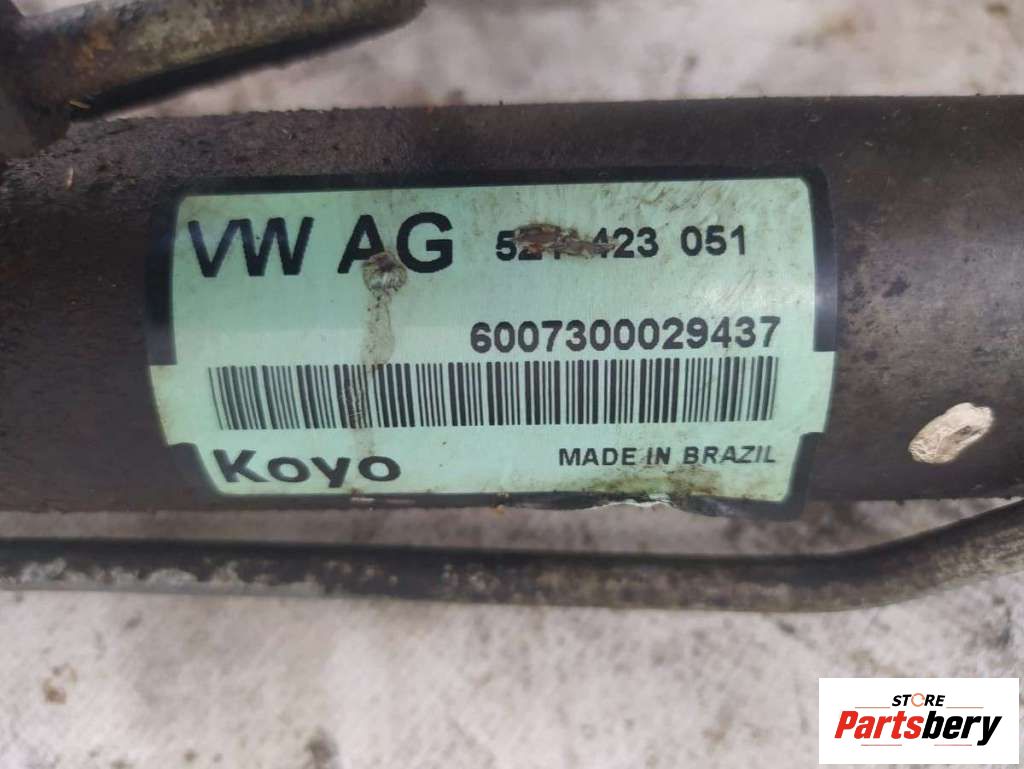 VW AG 423 051
6007300029437
Koyo MADE IN BRAZIL
STORE
Partsbery